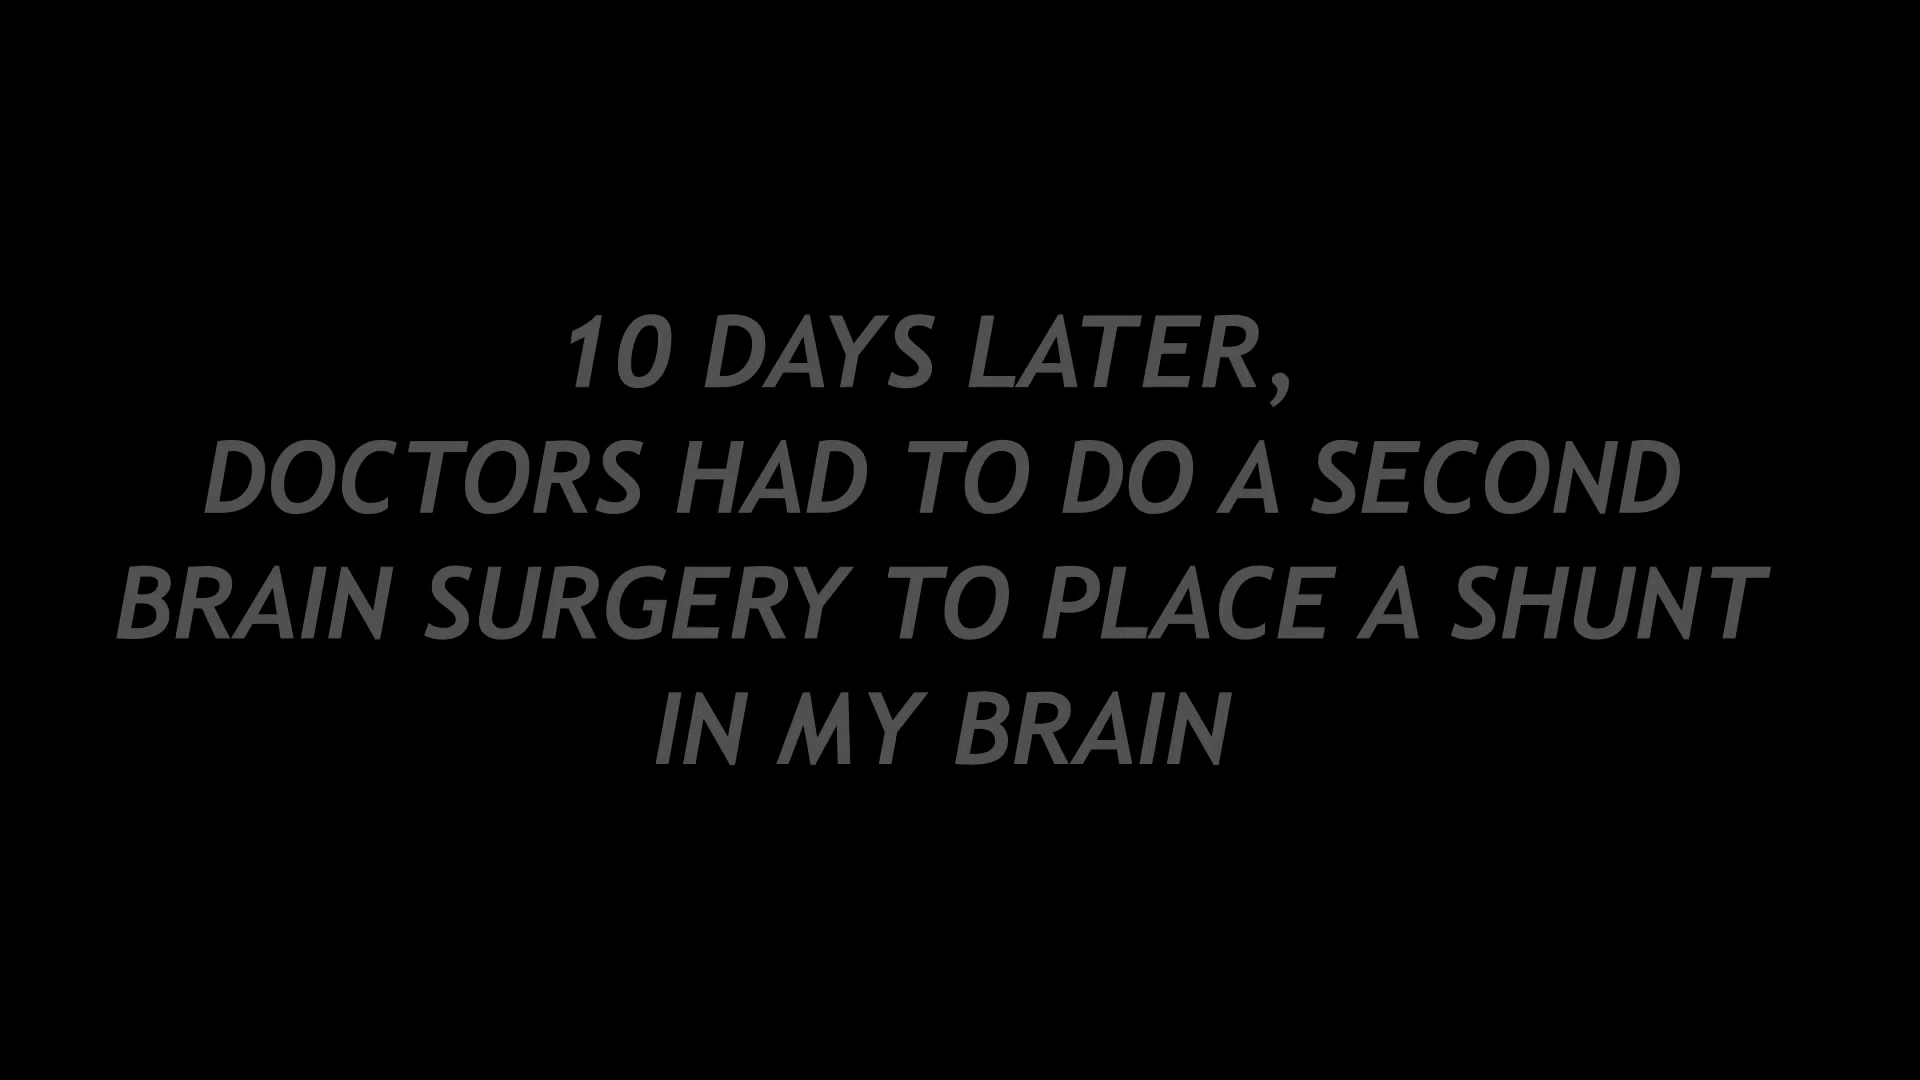 10 DAYS LATER,
DOCTORS HAD TO DO A SECOND
BRAIN SURGERY TO PLACE A SHUNT
IN MY BRAIN